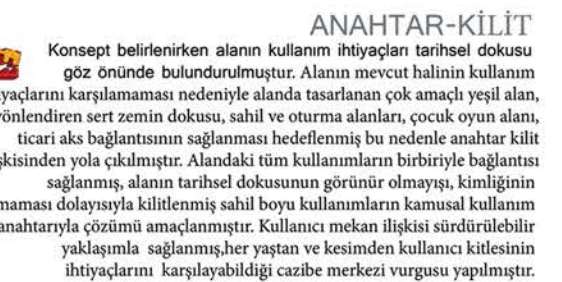 ANAHTAR-KİLİT
Konsept belirlenirken alanın kullanım ihtiyaçları tarihsel dokusu
göz önünde bulundurulmuştur. Alanın mevcut halinin kullanım
yaçlarını karşılamaması nedeniyle alanda tasarlanan çok amaçlı yeşil alan,
yönlendiren sert zemin dokusu, sahil ve oturma alanları, çocuk oyun alanı,
ticari aks bağlantısının sağlanması hedeflenmiş bu nedenle anahtar kilit
şkisinden yola çıkılmıştır. Alandaki tüm kullanımların birbiriyle bağlantısı
sağlanmış, alanın tarihsel dokusunun görünür olmayışı, kimliğinin
maması dolayısıyla kilitlenmiş sahil boyu kullanımların kamusal kullanım
anahtarıyla çözümü amaçlanmıştır. Kullanıcı mekan ilişkisi sürdürülebilir
yaklaşımla sağlanmış,her yaştan ve kesimden kullanıcı kitlesinin
ihtiyaçlarını karşılayabildiği cazibe merkezi vurgusu yapılmıştır.